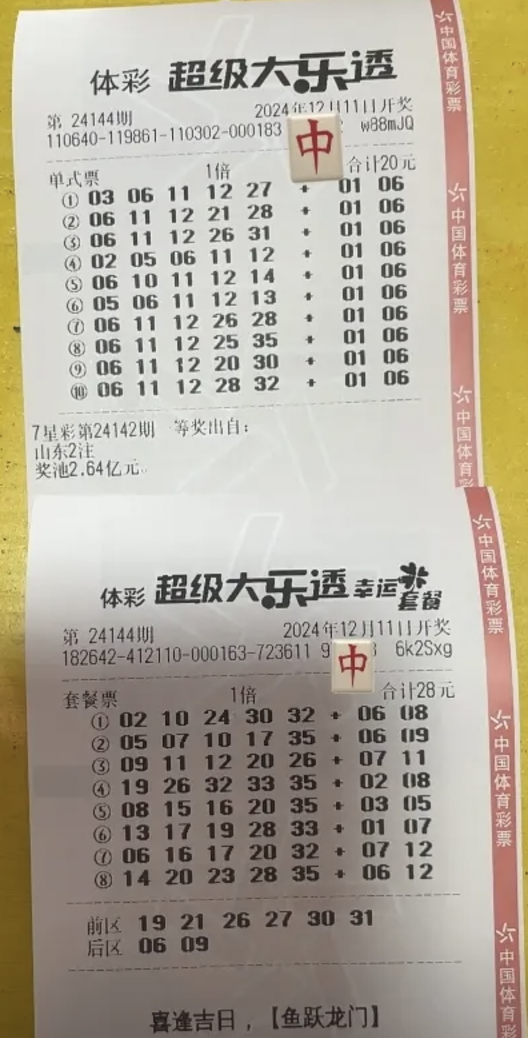 体彩 超级大乐透
第 24144期 2024年12月11日开奖
110640-119861-110302-000183 w88mJQ
中
单式票 1倍 合计20元
① 03 06 11 12 27 + 01 06
② 06 11 12 21 28 + 01 06
③ 06 11 12 26 31 + 01 06
④ 02 05 06 11 12 + 01 06
⑤ 06 10 11 12 14 + 01 06
⑥ 05 06 11 12 13 + 01 06
⑦ 06 11 12 26 28 + 01 06
⑧ 06 11 12 25 35 + 01 06
⑨ 06 11 12 20 30 + 01 06
⑩ 06 11 12 28 32 + 01 06
7星彩第24142期一等奖出自:
山东2注
奖池2.64亿元。
中国体育彩票
中国体育彩票
体彩 超级大乐透 幸运套餐
第 24144期 2024年12月11日开奖
182642-412110-000163-723611 6k2Sxg
中
套餐票 1倍 合计28元
① 02 10 24 30 32 + 06 08
② 05 07 10 17 35 + 06 09
③ 09 11 12 20 26 + 07 11
④ 19 26 32 33 35 + 02 08
⑤ 08 15 16 20 35 + 03 05
⑥ 13 17 19 28 33 + 01 07
⑦ 06 16 17 20 32 + 07 12
⑧ 14 20 23 28 35 + 06 12
前区 19 21 26 27 30 31
后区 06 09
喜逢吉日，【鱼跃龙门】
中国体育彩票
中国体育彩票
中国体育彩